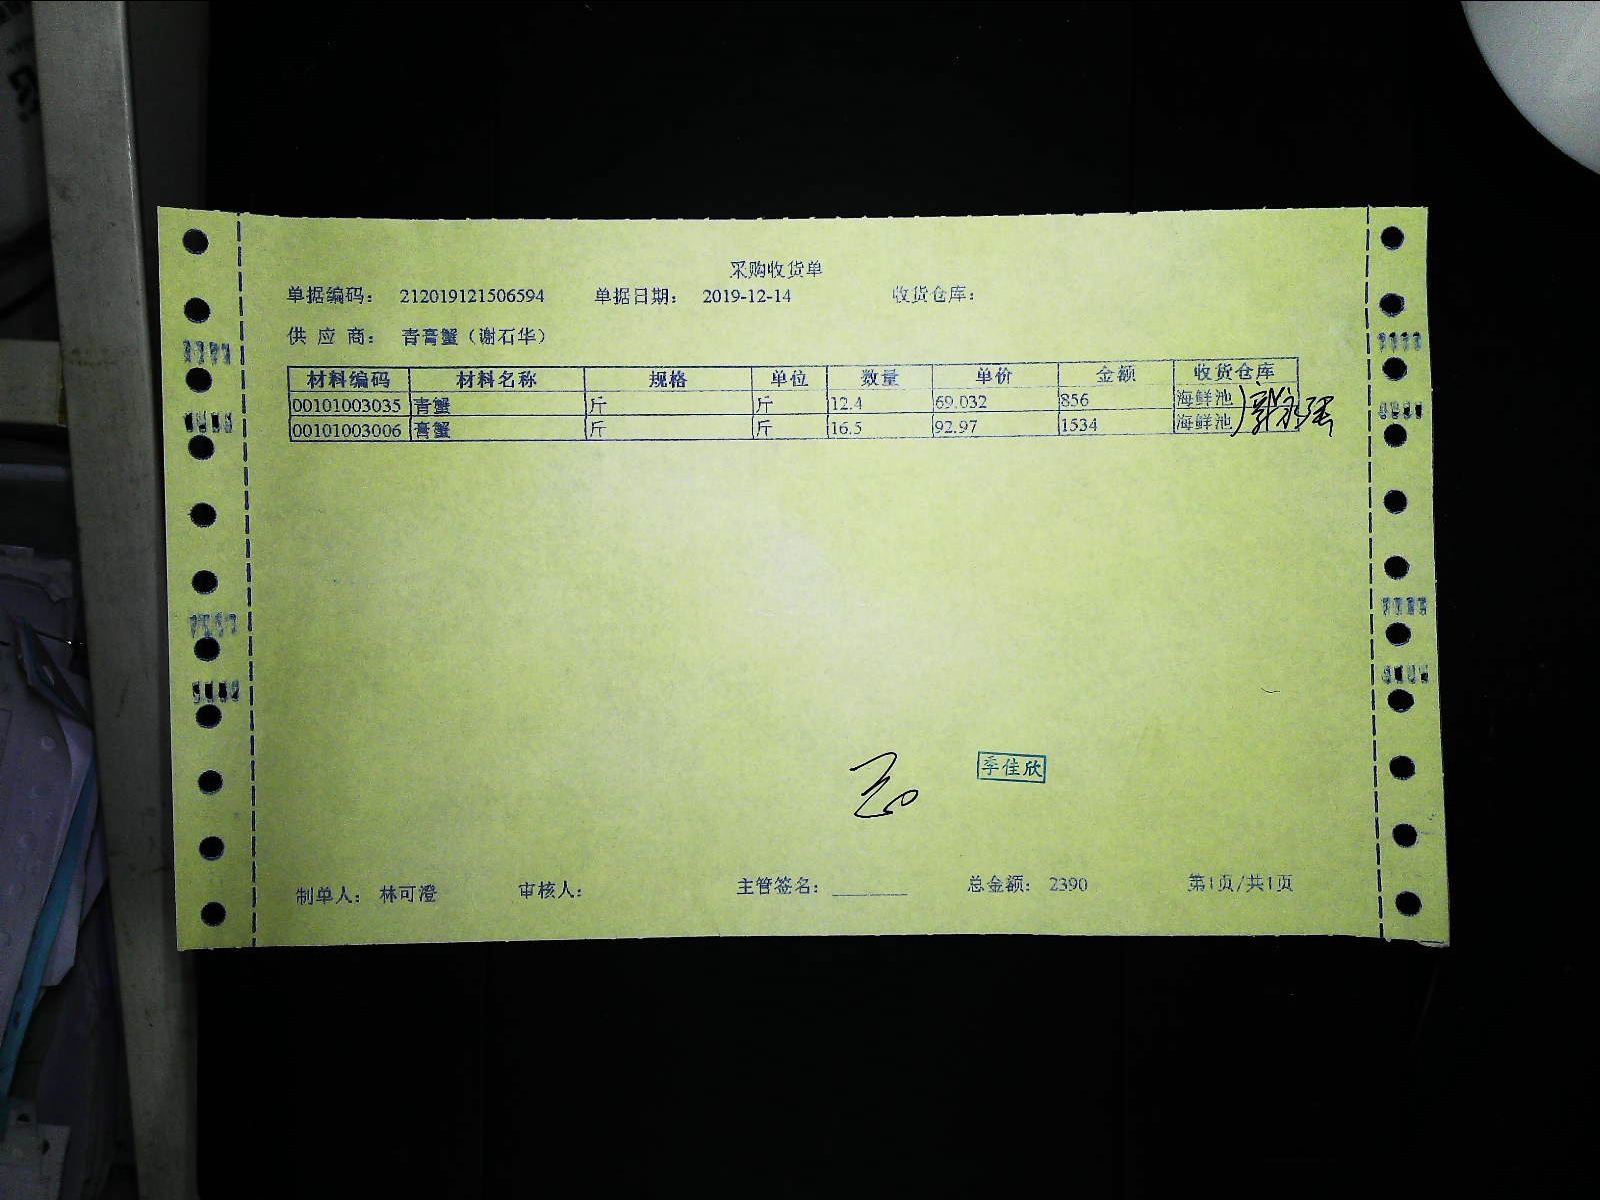 采购收货单
单据编码： 212019121506594 单据日期： 2019-12-14 收货仓库：
供 应 商： 青膏蟹（谢石华）
材料编码 材料名称 规格 单位 数量 单价 金额 收货仓库
00101003035 青蟹 斤 斤 12.4 69.032 856 海鲜池
00101003006 膏蟹 斤 斤 16.5 92.97 1534 海鲜池
季佳欣
制单人： 林可澄 审核人： 主管签名： 总金额： 2390 第1页/共1页